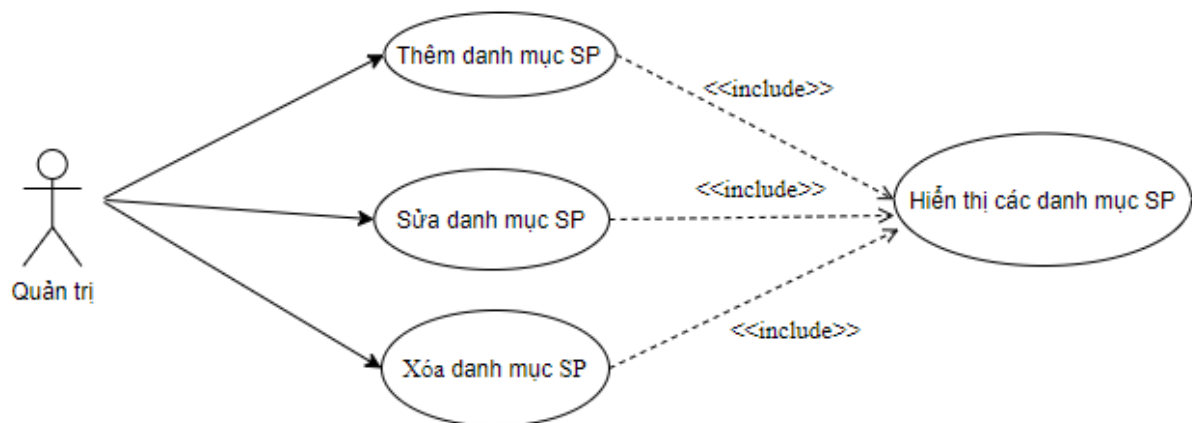 Thêm danh mục SP
<<include>>
Sửa danh mục SP
<<include>>
Hiển thị các danh mục SP
Quản trị
Xóa danh mục SP
<<include>>